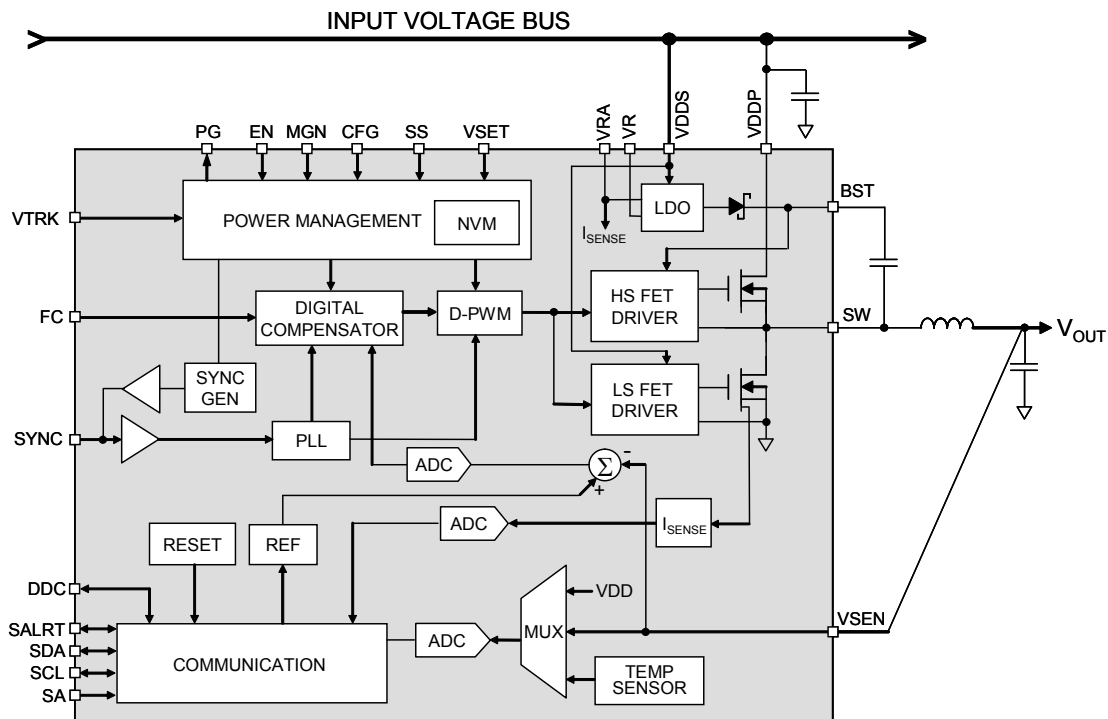 INPUT VOLTAGE BUS
PG
EN
MGN
CFG
SS
VSET
VRA
VR
VDDS
VDDP
VTRK
POWER MANAGEMENT
NVM
LDO
BST
ISENSE
FC
DIGITAL
COMPENSATOR
D-PWM
HS FET
DRIVER
SW
VOUT
SYNC
GEN
LS FET
DRIVER
SYNC
PLL
ADC
Σ
-
+
ADC
ISENSE
RESET
REF
DDC
VDD
SALRT
SDA
SCL
SA
COMMUNICATION
ADC
MUX
VSEN
TEMP
SENSOR